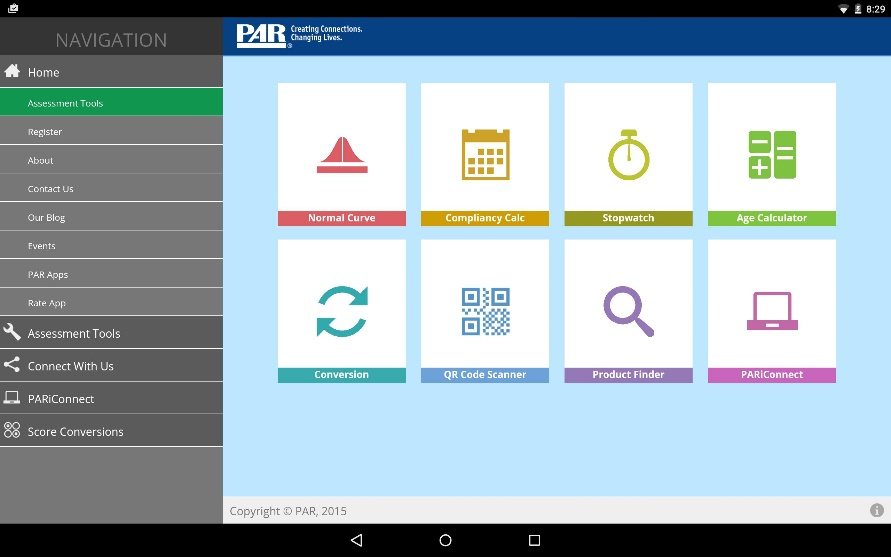 8:29
NAVIGATION
Home
Assessment Tools
Register
About
Contact Us
Our Blog
Events
PAR Apps
Rate App
Assessment Tools
Connect With Us
PARiConnect
Score Conversions
PAR®
Creating Connections.
Changing Lives.
Normal Curve
Compliancy Calc
Stopwatch
Age Calculator
Conversion
QR Code Scanner
Product Finder
PARiConnect
Copyright © PAR, 2015